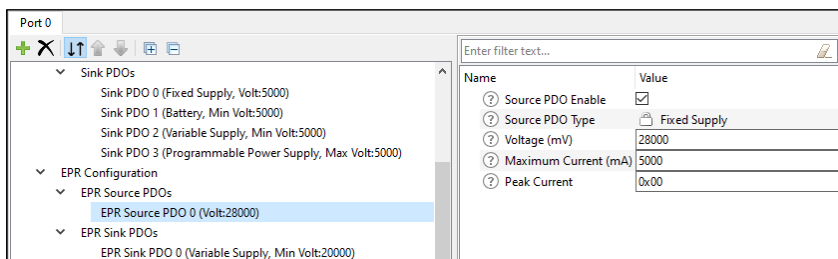 Port 0
Sink PDOs
Sink PDO 0 (Fixed Supply, Volt:5000)
Sink PDO 1 (Battery, Min Volt:5000)
Sink PDO 2 (Variable Supply, Min Volt:5000)
Sink PDO 3 (Programmable Power Supply, Max Volt:5000)
EPR Configuration
EPR Source PDOs
EPR Source PDO 0 (Volt:28000)
EPR Sink PDOs
EPR Sink PDO 0 (Variable Supply, Min Volt:20000)
Enter filter text...
Name Value
? Source PDO Enable
? Source PDO Type Fixed Supply
? Voltage (mV) 28000
? Maximum Current (mA) 5000
? Peak Current 0x00